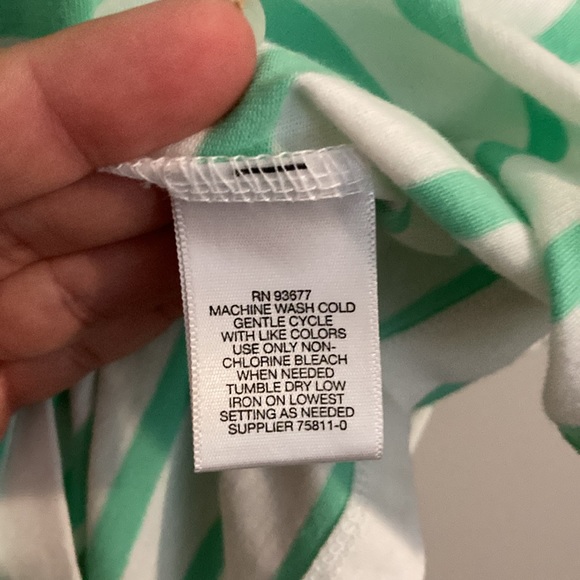 RN 93677
MACHINE WASH COLD
GENTLE CYCLE
WITH LIKE COLORS
USE ONLY NON-
CHLORINE BLEACH
WHEN NEEDED
TUMBLE DRY LOW
IRON ON LOWEST
SETTING AS NEEDED
SUPPLIER 75811-0